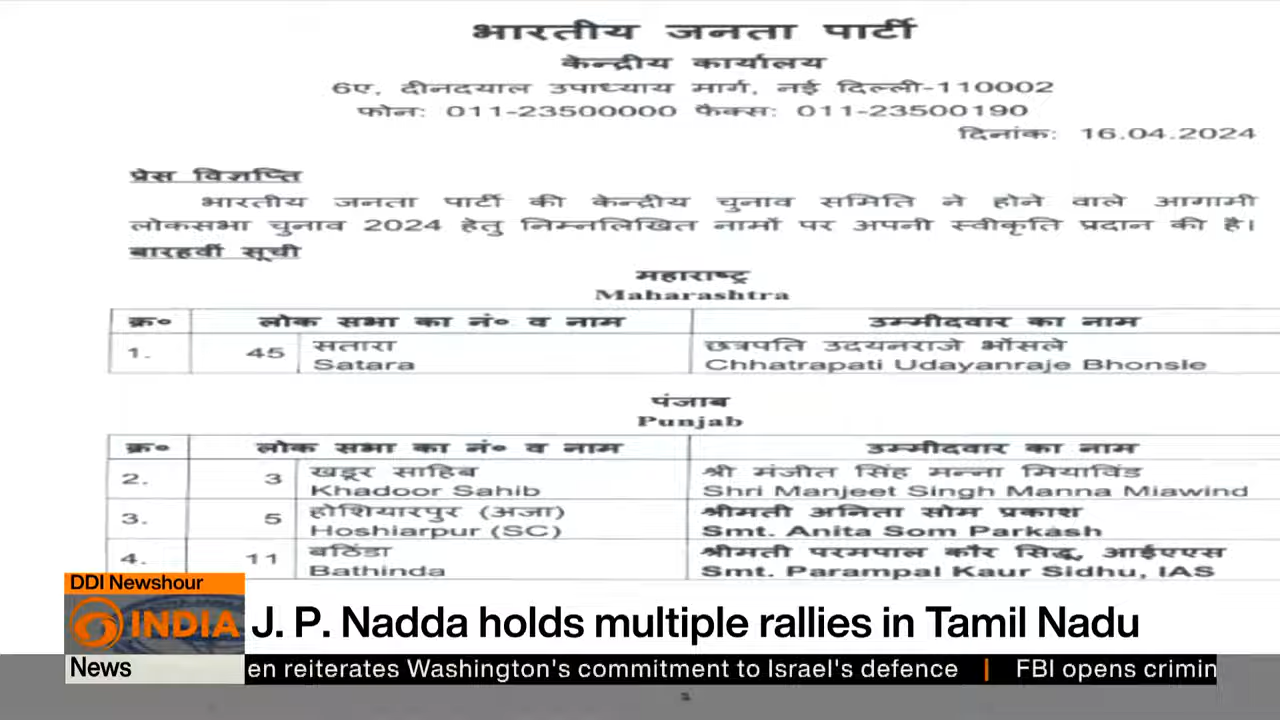 भारतीय जनता पार्टी
केन्द्रीय कार्यालय
6ए, दीनदयाल उपाध्याय मार्ग, नई दिल्ली-110002
फोन: 011-23500000 फैक्स: 011-23500190
दिनांक: 16.04.2024
प्रेस विज्ञप्ति
भारतीय जनता पार्टी की केन्द्रीय चुनाव समिति ने होने वाले आगामी
लोकसभा चुनाव 2024 हेतु निम्नलिखित नामों पर अपनी स्वीकृति प्रदान की है।
बारहवीं सूची
महाराष्ट्र
Maharashtra
क्र० लोक सभा का नं० व नाम उम्मीदवार का नाम
1. 45 सतारा छत्रपति उदयनराजे भोंसले
Satara Chhatrapati Udayanraje Bhonsle
पंजाब
Punjab
क्र० लोक सभा का नं० व नाम उम्मीदवार का नाम
2. 3 खडूर साहिब श्री मंजीत सिंह मन्ना मियाविंड
Khadoor Sahib Shri Manjeet Singh Manna Miawind
3. 5 होशियारपुर (अजा) श्रीमती अनिता सोम प्रकाश
Hoshiarpur (SC) Smt. Anita Som Parkash
4. 11 बठिंडा श्रीमती परमपाल कौर सिद्धू, आईएएस
Bathinda Smt. Parampal Kaur Sidhu, IAS
DDI Newshour
INDIA
J. P. Nadda holds multiple rallies in Tamil Nadu
News
en reiterates Washington's commitment to Israel's defence | FBI opens crimin